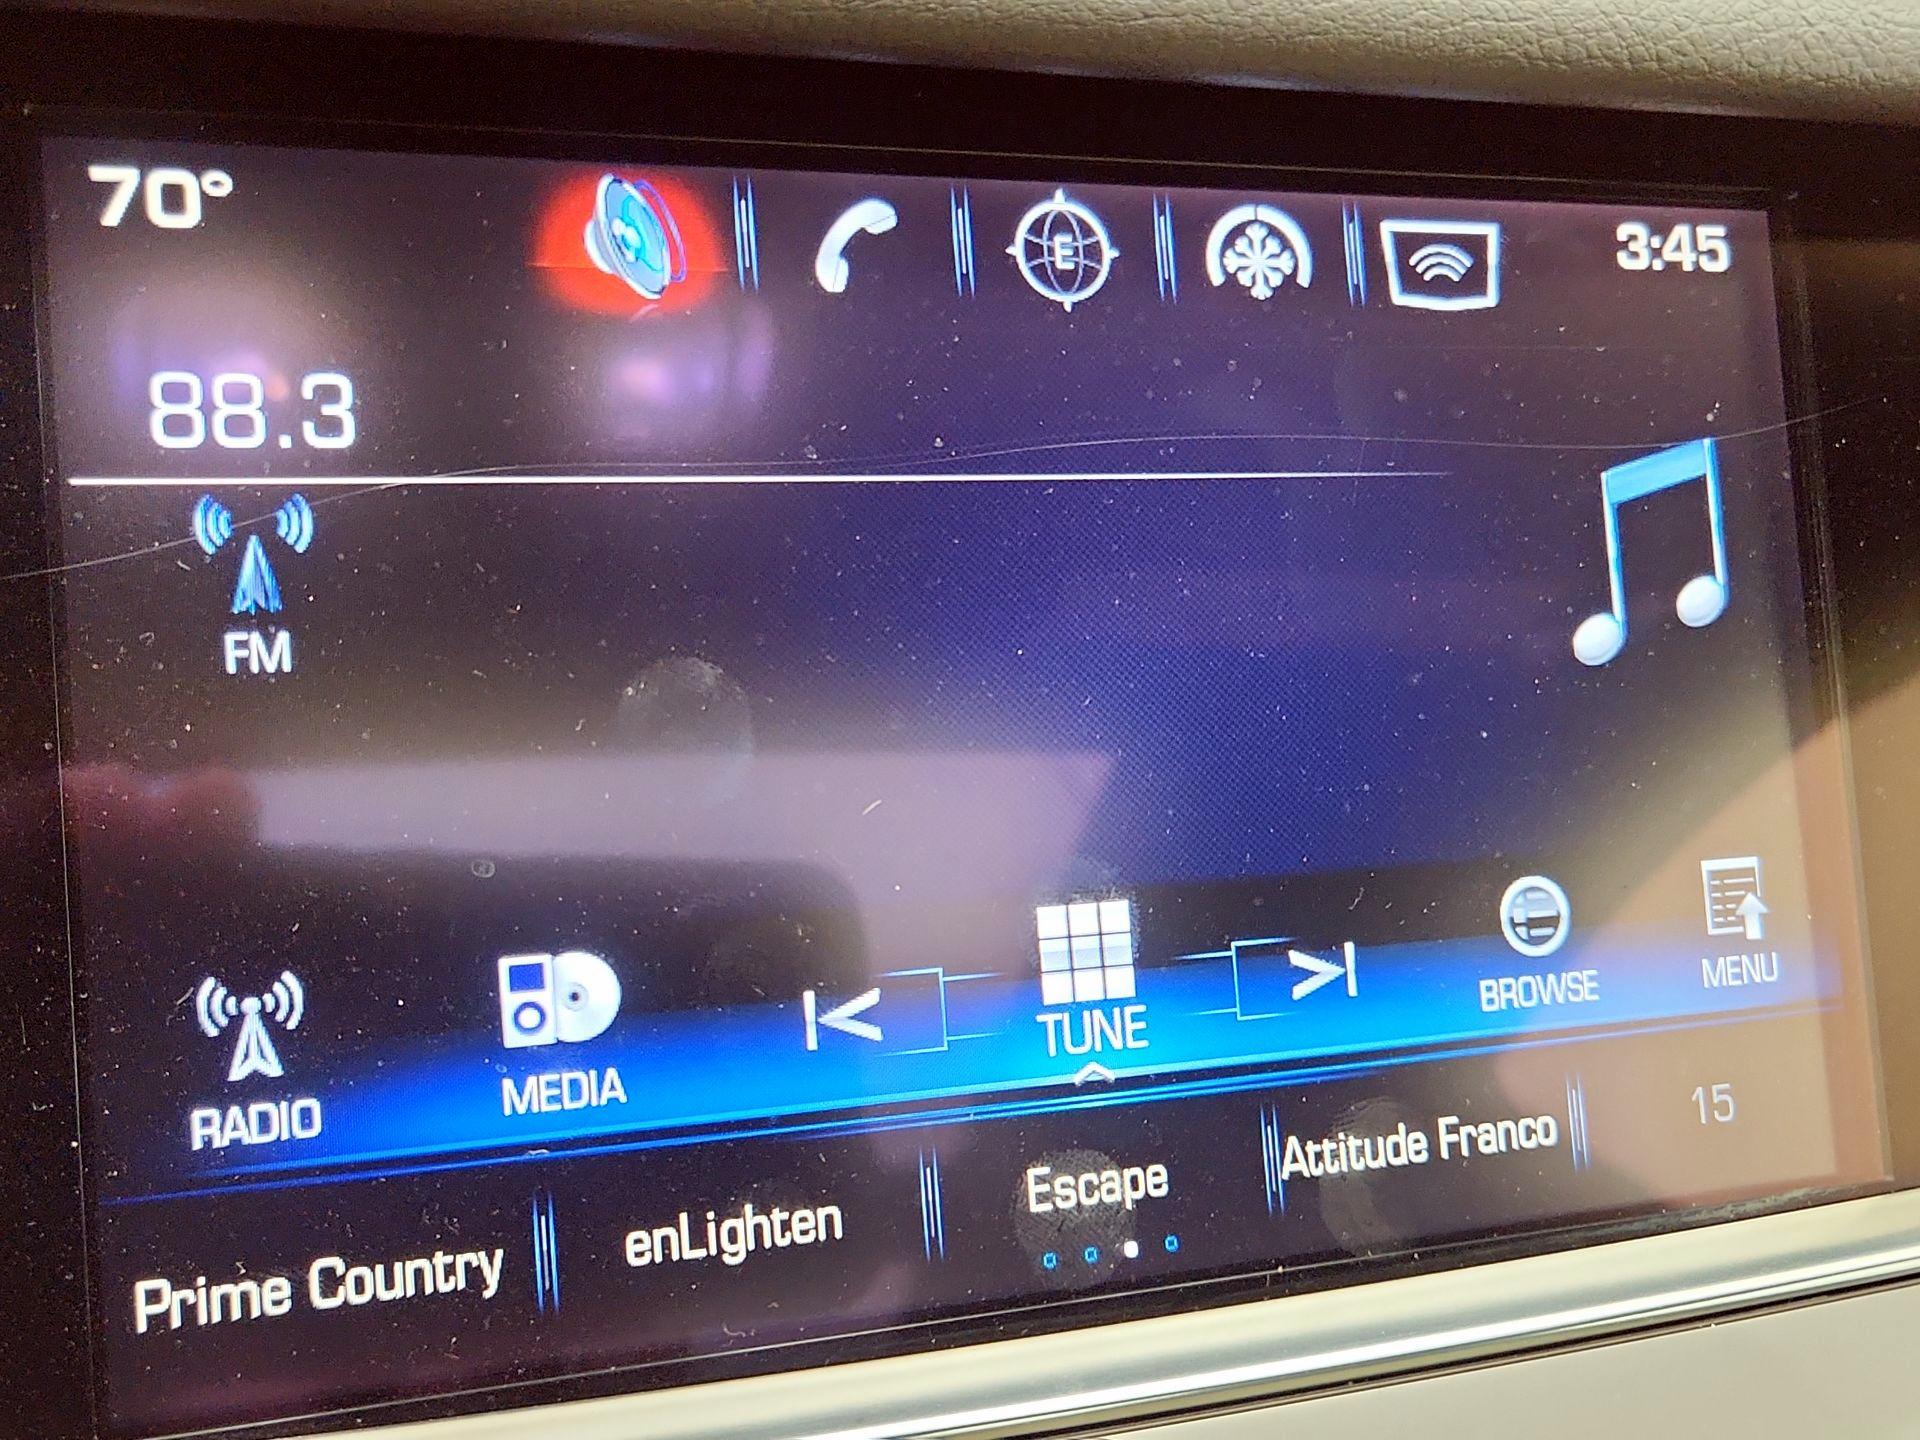 70°
E
3:45
88.3
FM
RADIO
MEDIA
TUNE
BROWSE
MENU
Prime Country
enLighten
Escape
Attitude Franco
15